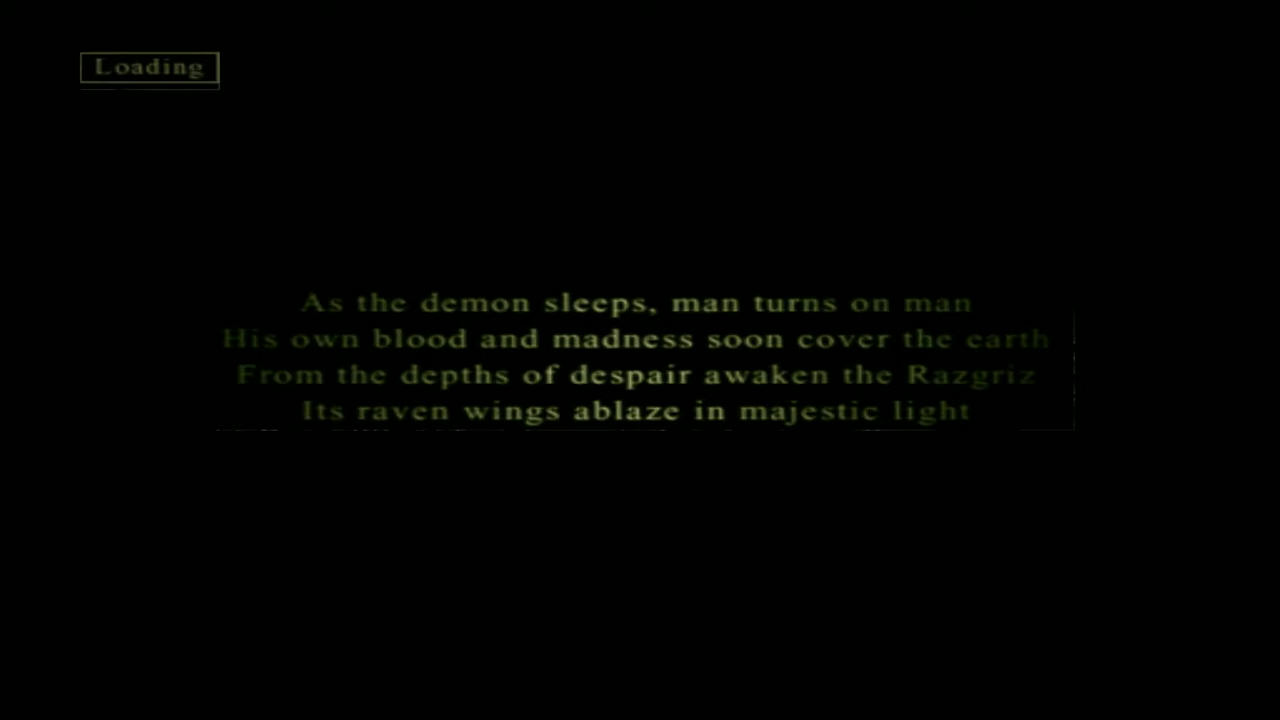 Loading
As the demon sleeps, man turns on man
His own blood and madness soon cover the earth
From the depths of despair awaken the Razgriz
Its raven wings ablaze in majestic light